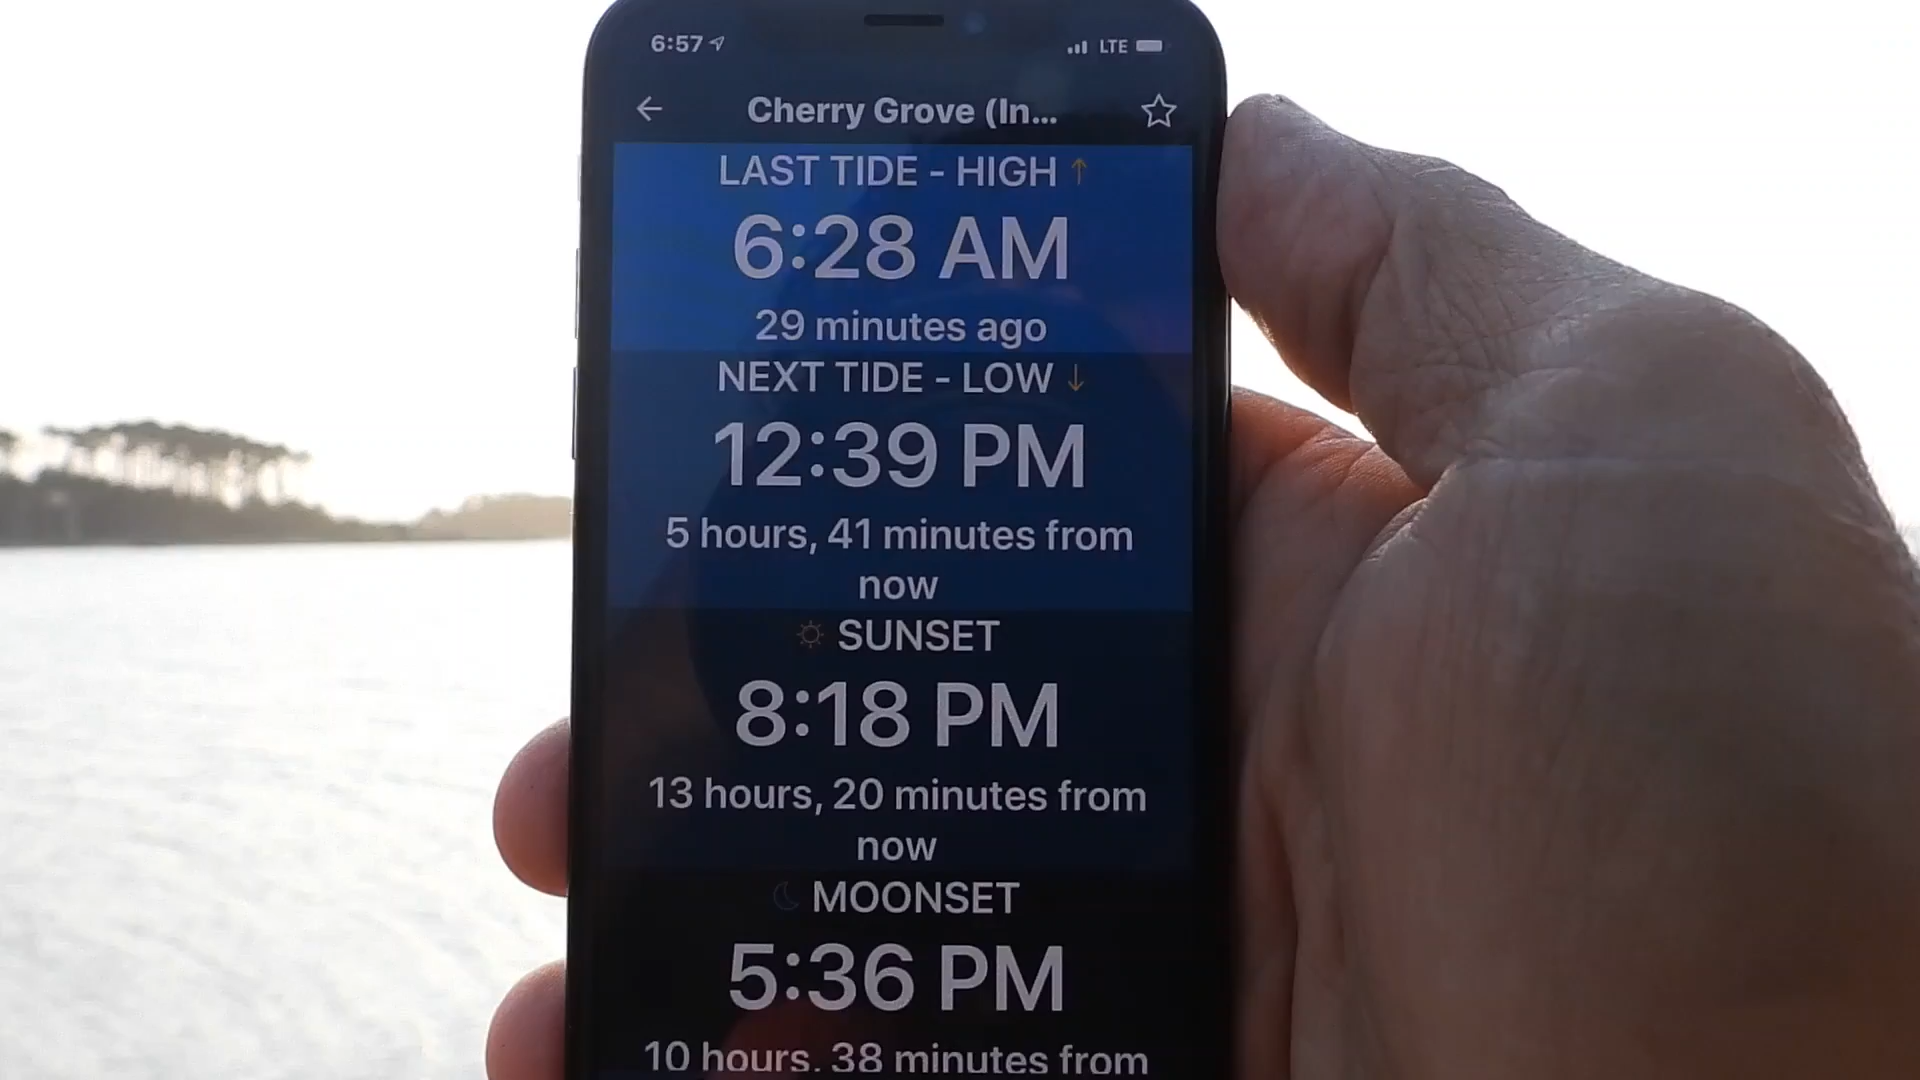 6:57
LTE
Cherry Grove (In...
LAST TIDE - HIGH ↑
6:28 AM
29 minutes ago
NEXT TIDE - LOW ↓
12:39 PM
5 hours, 41 minutes from
now
SUNSET
8:18 PM
13 hours, 20 minutes from
now
MOONSET
5:36 PM
10 hours, 38 minutes from